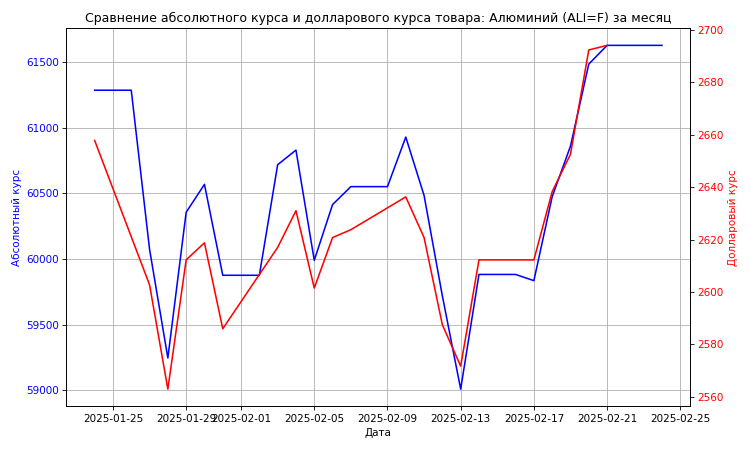 Сравнение абсолютного курса и долларового курса товара: Алюминий (ALI=F) за месяц
Абсолютный курс
61500
61000
60500
60000
59500
59000
2700
2680
2660
2640
2620
2600
2580
2560
Долларовый курс
2025-01-25 2025-01-29 2025-02-01 2025-02-05 2025-02-09 2025-02-13 2025-02-17 2025-02-21 2025-02-25
Дата